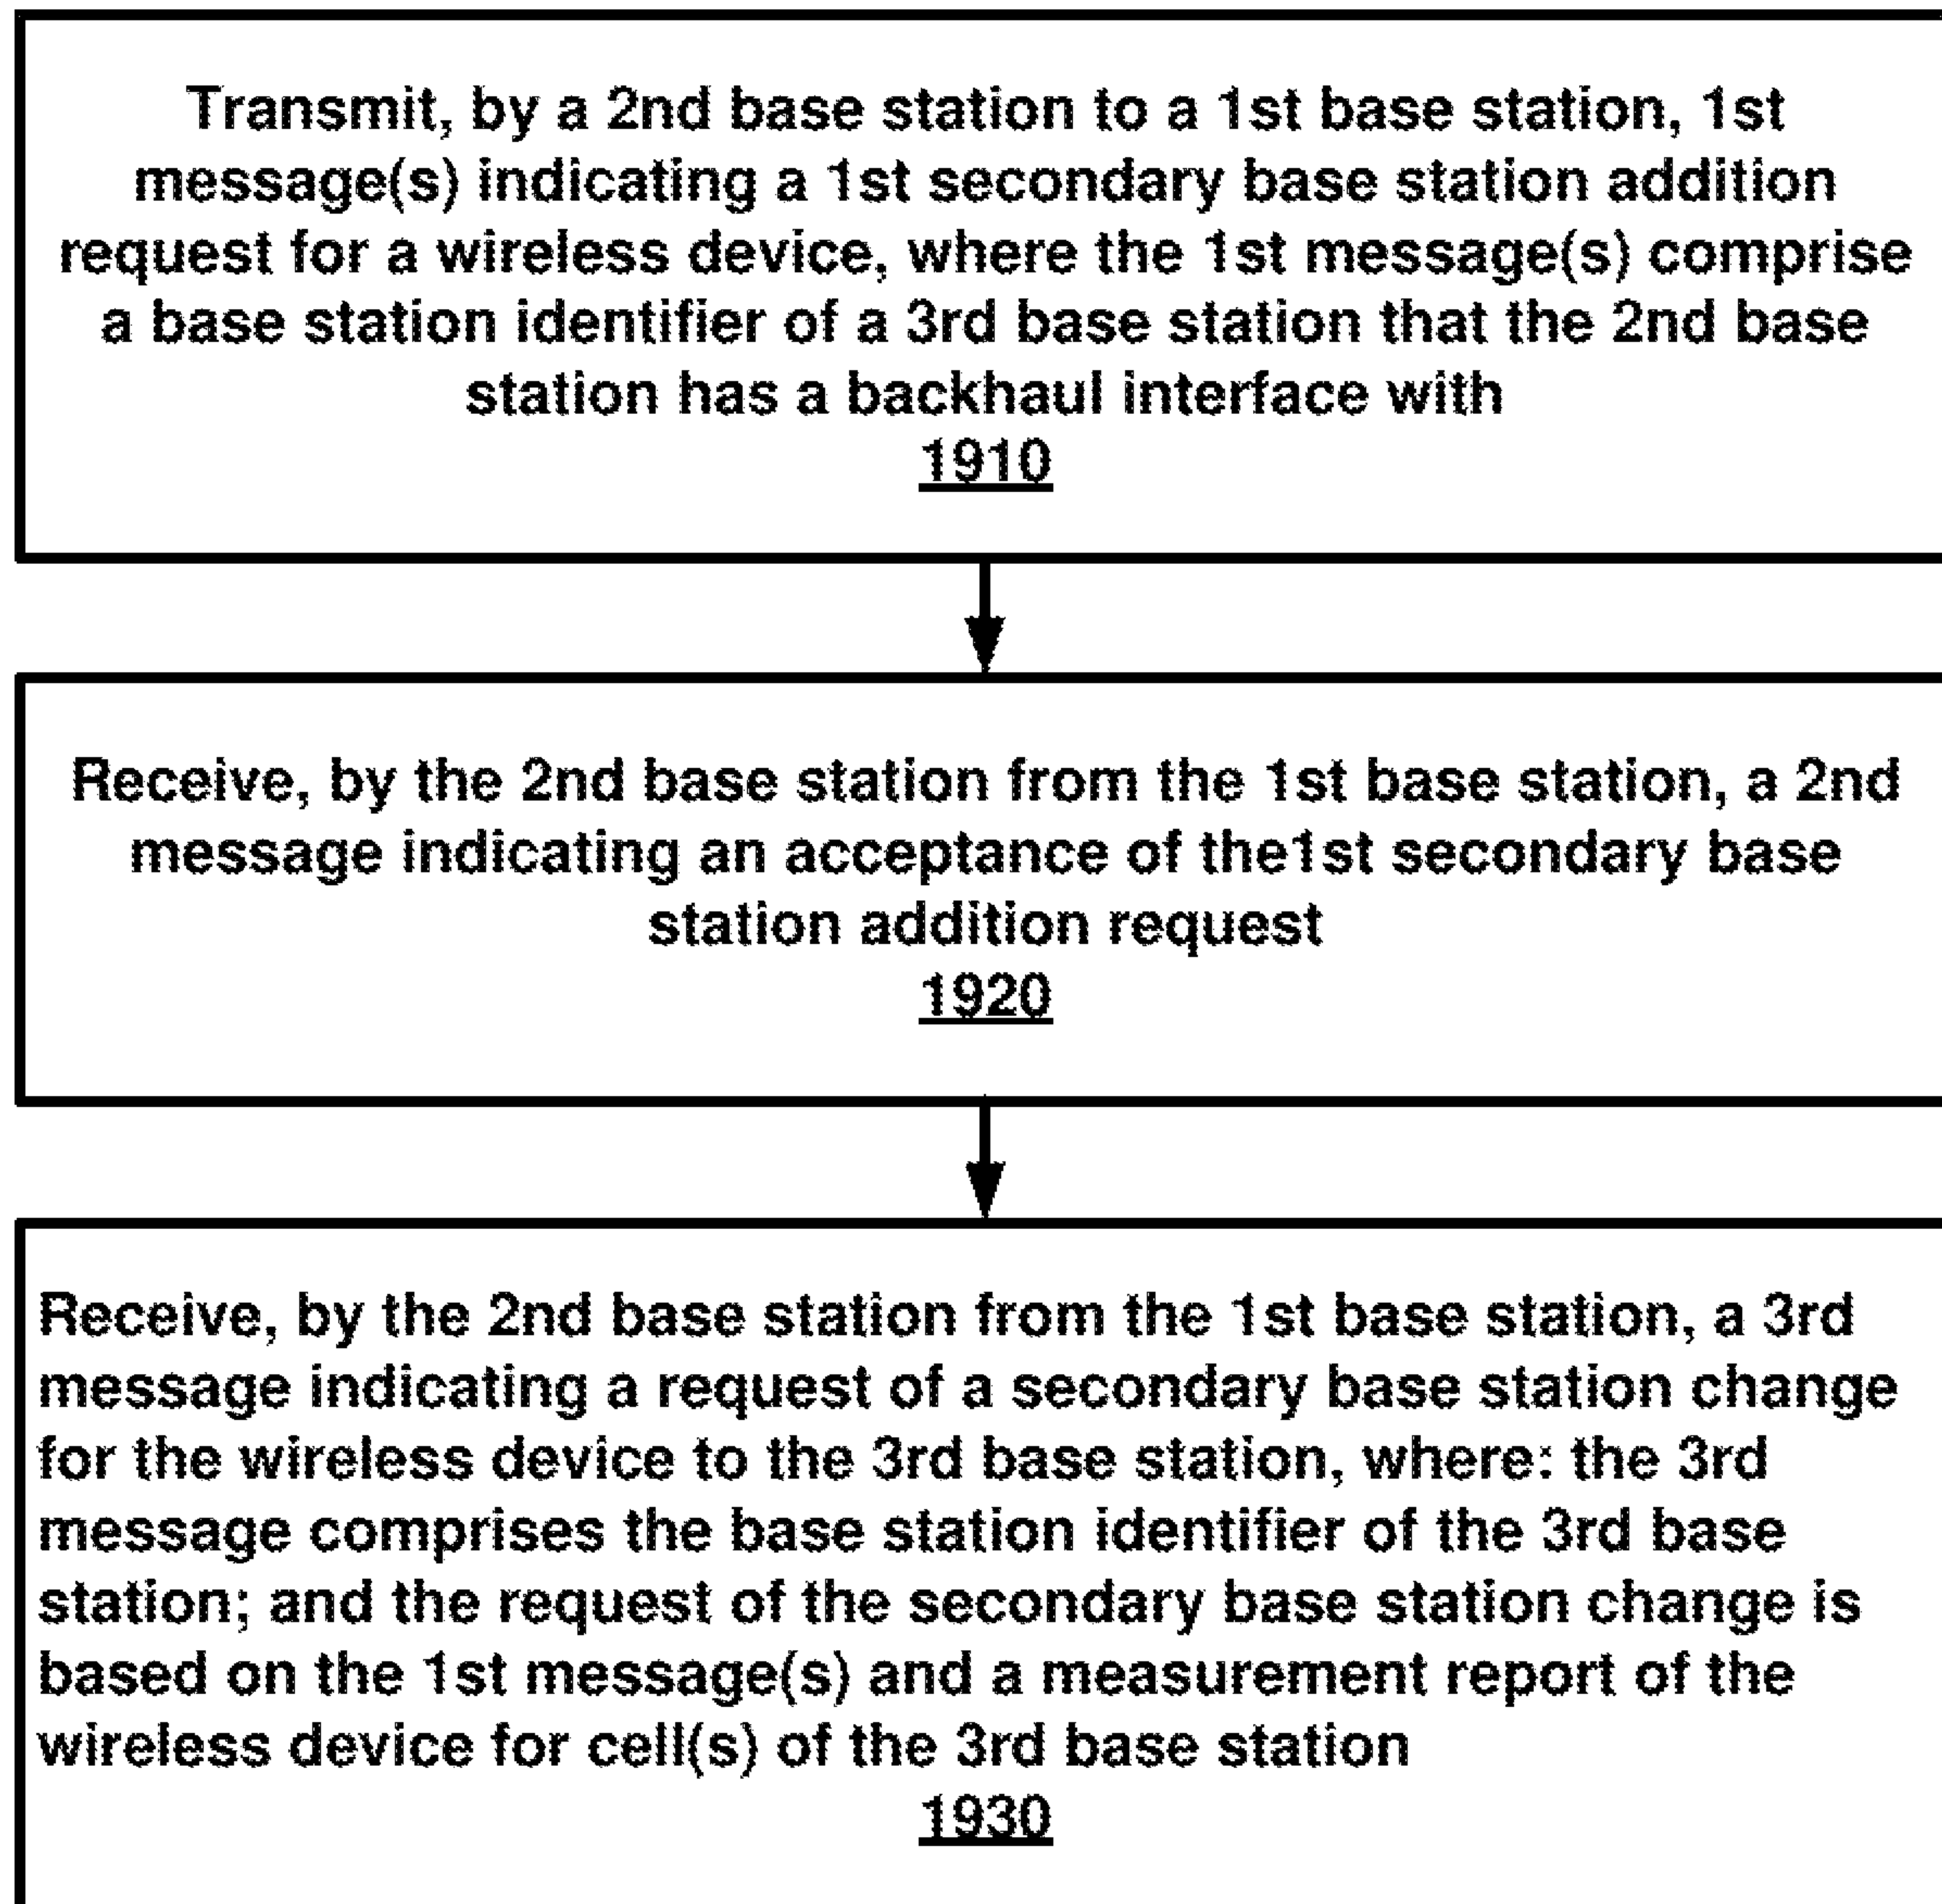 Transmit, by a 2nd base station to a 1st base station, 1st
message(s) indicating a 1st secondary base station addition
request for a wireless device, where the 1st message(s) comprise
a base station identifier of a 3rd base station that the 2nd base
station has a backhaul interface with
1910
Receive, by the 2nd base station from the 1st base station, a 2nd
message indicating an acceptance of the1st secondary base
station addition request
1920
Receive, by the 2nd base station from the 1st base station, a 3rd
message indicating a request of a secondary base station change
for the wireless device to the 3rd base station, where: the 3rd
message comprises the base station identifier of the 3rd base
station; and the request of the secondary base station change is
based on the 1st message(s) and a measurement report of the
wireless device for cell(s) of the 3rd base station
1930